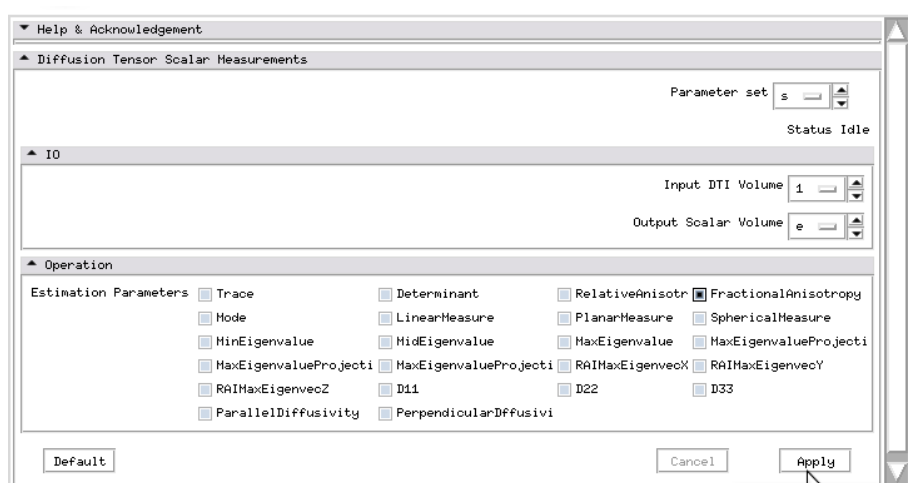 Help & Acknowledgement
Diffusion Tensor Scalar Measurements
Parameter set s
Status Idle
IO
Input DTI Volume 1
Output Scalar Volume e
Operation
Estimation Parameters Trace Determinant RelativeAnisotr FractionalAnisotropy
Mode LinearMeasure PlanarMeasure SphericalMeasure
MinEigenvalue MidEigenvalue MaxEigenvalue MaxEigenvalueProjecti
MaxEigenvalueProjecti MaxEigenvalueProjecti RAIMaxEigenvecX RAIMaxEigenvecY
RAIMaxEigenvecZ D11 D22 D33
ParallelDiffusivity PerpendicularDffusivi
Default Cancel Apply